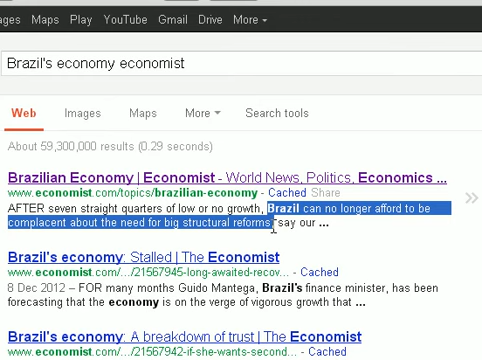 ages Maps Play YouTube Gmail Drive More
Brazil's economy economist
Web Images Maps More Search tools
About 59,300,000 results (0.29 seconds)
Brazilian Economy | Economist - World News, Politics, Economics ...
www.economist.com/topics/brazilian-economy - Cached Share
AFTER seven straight quarters of low or no growth, Brazil can no longer afford to be
complacent about the need for big structural reforms, say our ...
Brazil's economy: Stalled | The Economist
www.economist.com/.../21567945-long-awaited-recov... - Cached
8 Dec 2012 – FOR many months Guido Mantega, Brazil's finance minister, has been
forecasting that the economy is on the verge of vigorous growth that ...
Brazil's economy: A breakdown of trust | The Economist
www.economist.com/.../21567942-if-she-wants-second... - Cached